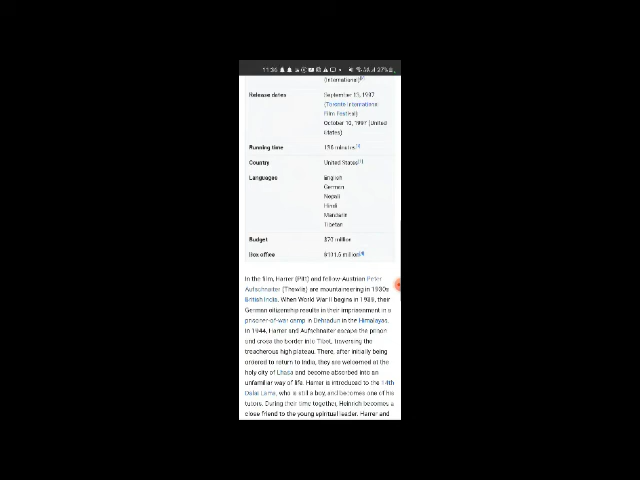 11:36
27%
(International)
Release dates
September 13, 1997
(Toronto International
Film Festival)
October 10, 1997 (United
States)
Running time
136 minutes
Country
United States
Languages
English
German
Nepali
Hindi
Mandarin
Tibetan
Budget
$70 million
Box office
$131.5 million
In the film, Harrer (Pitt) and fellow Austrian Peter
Aufschnaiter (Thewlis) are mountaineering in 1930s
British India. When World War II begins in 1939, their
German citizenship results in their imprisonment in a
prisoner-of-war camp in Dehradun in the Himalayas.
In 1944, Harrer and Aufschnaiter escape the prison
and cross the border into Tibet, traversing the
treacherous high plateau. There, after initially being
ordered to return to India, they are welcomed at the
holy city of Lhasa and become absorbed into an
unfamiliar way of life. Harrer is introduced to the 14th
Dalai Lama, who is still a boy, and becomes one of his
tutors. During their time together, Heinrich becomes a
close friend to the young spiritual leader. Harrer and